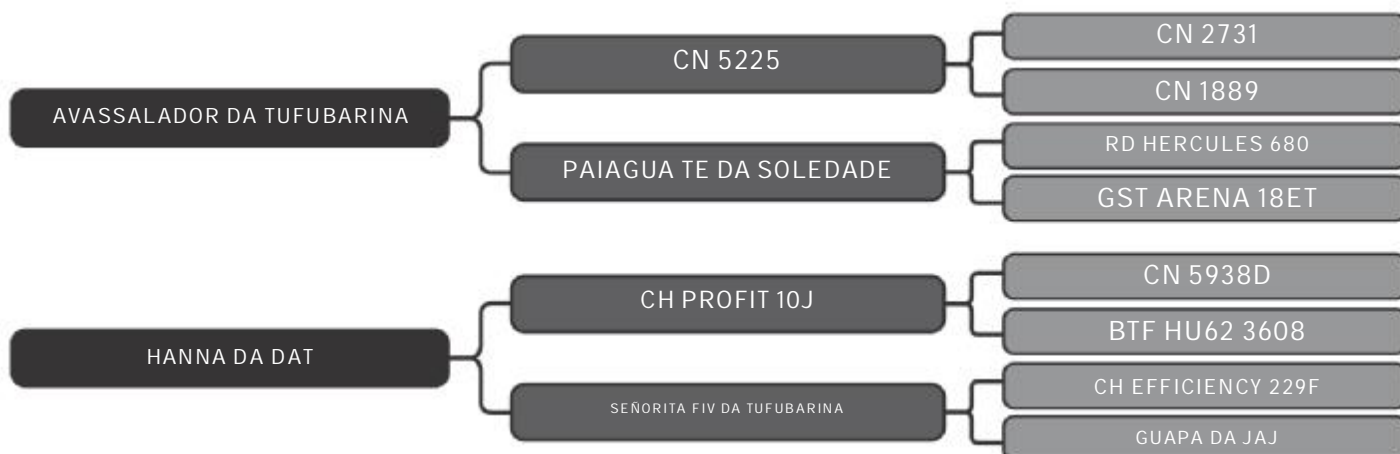 AVASSALADOR DA TUFUBARINA
CN 5225
PAIAGUA TE DA SOLEDADE
CN 2731
CN 1889
RD HERCULES 680
GST ARENA 18ET
HANNA DA DAT
CH PROFIT 10J
SEÑORITA FIV DA TUFUBARINA
CN 5938D
BTF HU62 3608
CH EFFICIENCY 229F
GUAPA DA JAJ